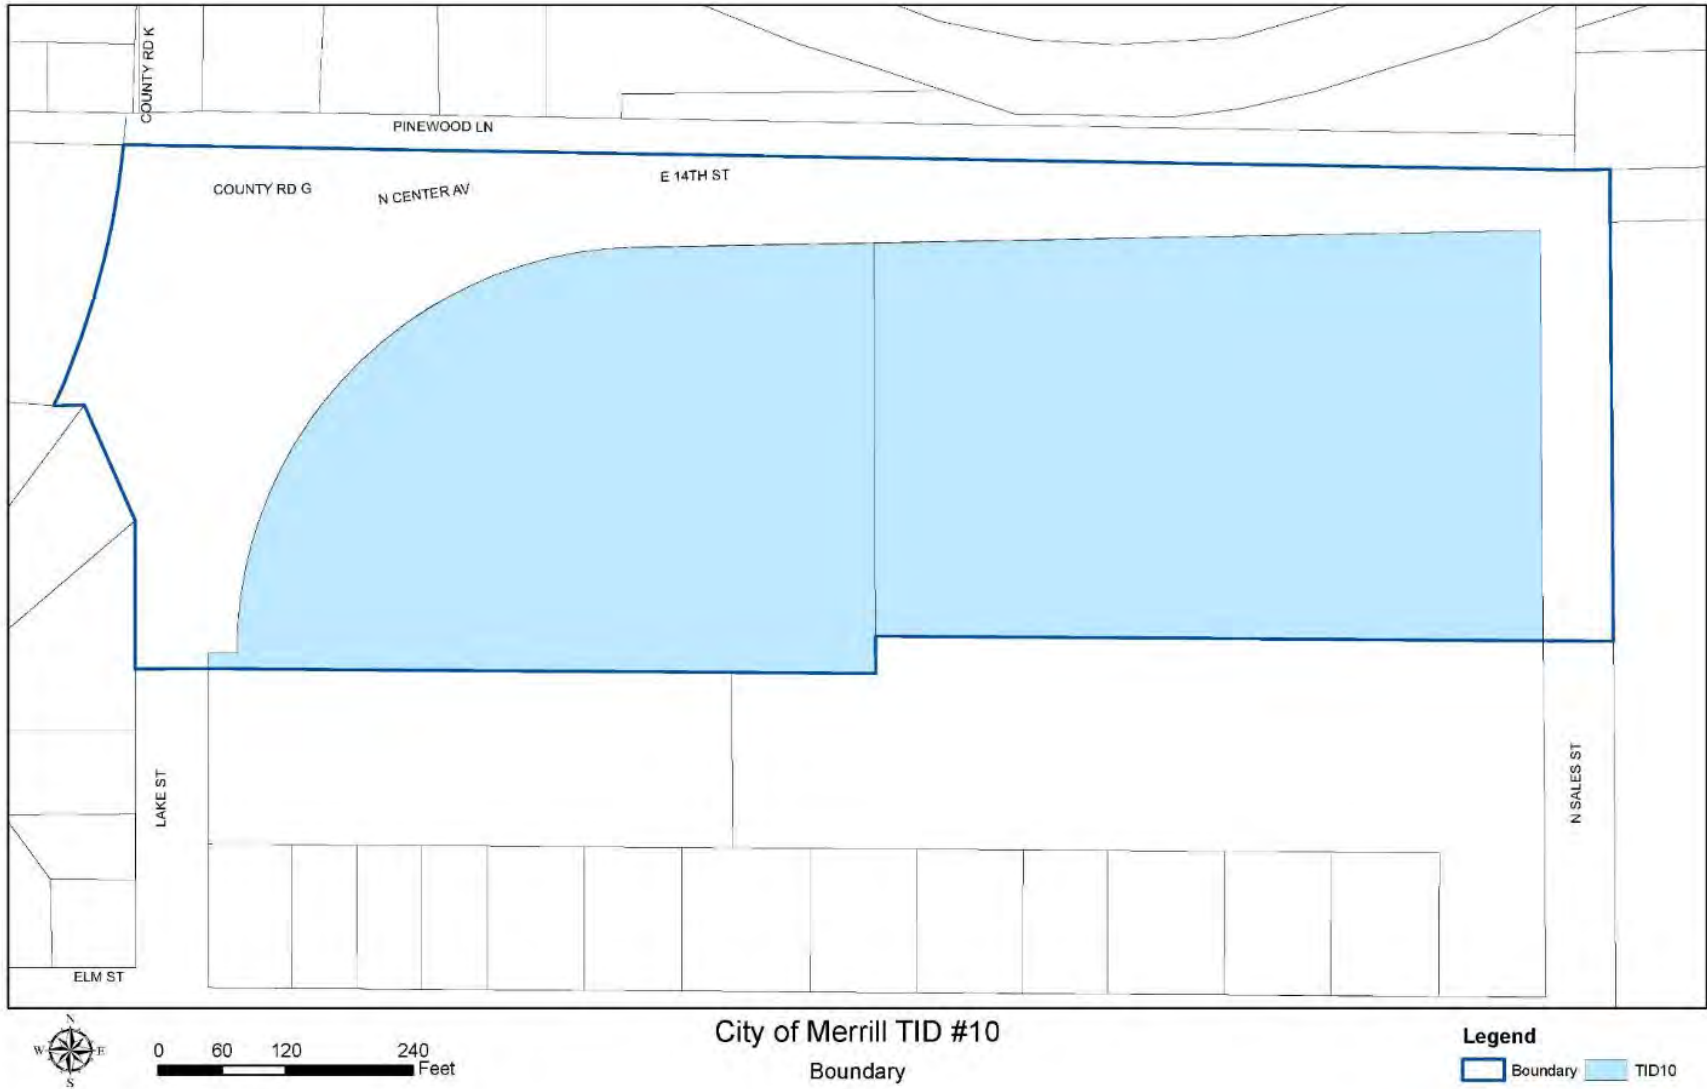 COUNTY RD K
PINEWOOD LN
COUNTY RD G
N CENTER AV
E 14TH ST
LAKE ST
N SALES ST
ELM ST
N
W E
S
0 60 120 240
Feet
City of Merrill TID #10
Boundary
Legend
Boundary TID10